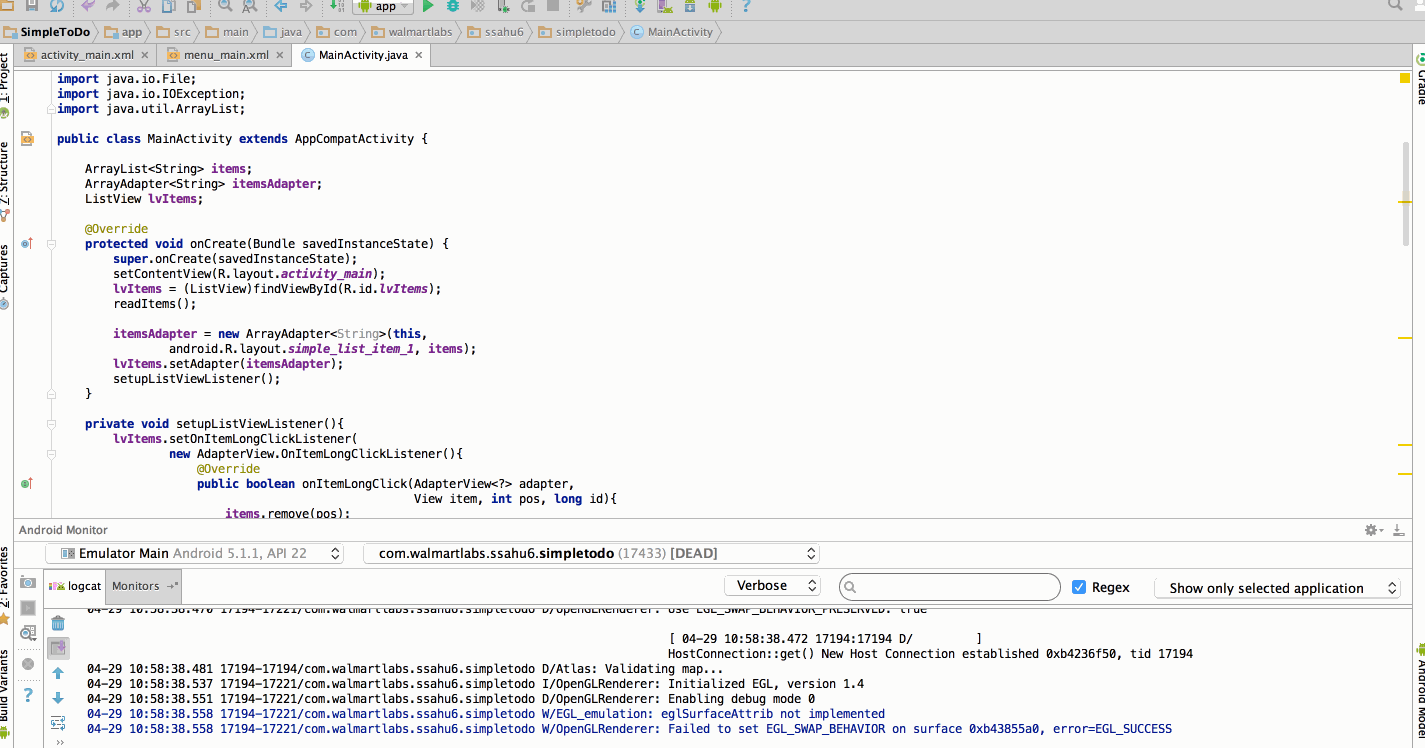 app
SimpleToDo app src main java com walmartlabs ssahu6 simpletodo MainActivity
activity_main.xml menu_main.xml MainActivity.java
1: Project
7: Structure
Captures
2: Favorites
Build Variants
Gradle
Android Model
import java.io.File;
import java.io.IOException;
import java.util.ArrayList;
public class MainActivity extends AppCompatActivity {
ArrayList<String> items;
ArrayAdapter<String> itemsAdapter;
ListView lvItems;
@Override
protected void onCreate(Bundle savedInstanceState) {
super.onCreate(savedInstanceState);
setContentView(R.layout.activity_main);
lvItems = (ListView)findViewById(R.id.lvItems);
readItems();
itemsAdapter = new ArrayAdapter<String>(this,
android.R.layout.simple_list_item_1, items);
lvItems.setAdapter(itemsAdapter);
setupListViewListener();
}
private void setupListViewListener(){
lvItems.setOnItemLongClickListener(
new AdapterView.OnItemLongClickListener(){
@Override
public boolean onItemLongClick(AdapterView<?> adapter,
View item, int pos, long id){
items.remove(pos);
Android Monitor
Emulator Main Android 5.1.1, API 22 com.walmartlabs.ssahu6.simpletodo (17433) [DEAD]
logcat Monitors Verbose Regex Show only selected application
04-29 10:58:38.470 17194-17221/com.walmartlabs.ssahu6.simpletodo D/OpenGLRenderer: Use EGL_SWAP_BEHAVIOR_PRESERVED: true
[ 04-29 10:58:38.472 17194:17194 D/ ]
HostConnection::get() New Host Connection established 0xb4236f50, tid 17194
04-29 10:58:38.481 17194-17194/com.walmartlabs.ssahu6.simpletodo D/Atlas: Validating map...
04-29 10:58:38.537 17194-17221/com.walmartlabs.ssahu6.simpletodo I/OpenGLRenderer: Initialized EGL, version 1.4
04-29 10:58:38.551 17194-17221/com.walmartlabs.ssahu6.simpletodo D/OpenGLRenderer: Enabling debug mode 0
04-29 10:58:38.558 17194-17221/com.walmartlabs.ssahu6.simpletodo W/EGL_emulation: eglSurfaceAttrib not implemented
04-29 10:58:38.558 17194-17221/com.walmartlabs.ssahu6.simpletodo W/OpenGLRenderer: Failed to set EGL_SWAP_BEHAVIOR on surface 0xb43855a0, error=EGL_SUCCESS